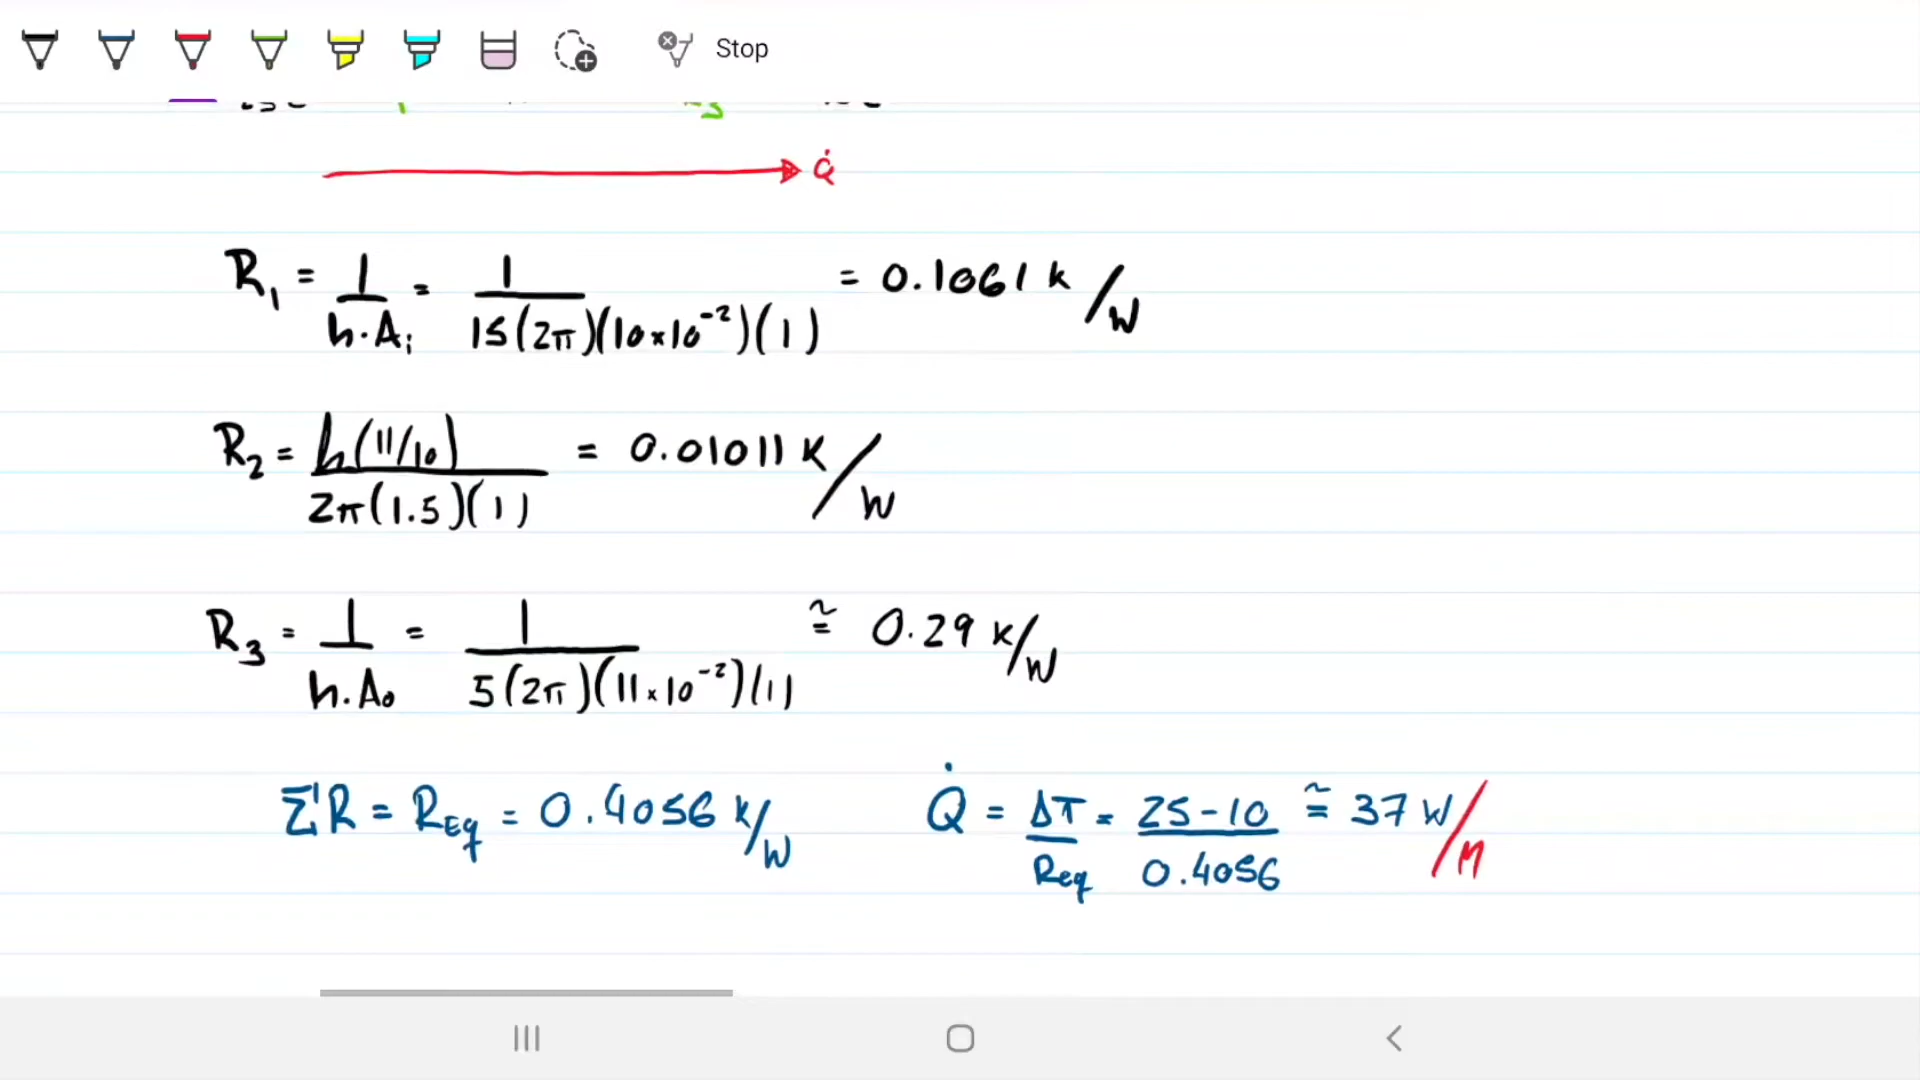 Stop
Q̇
R₁ = 1/h·Aᵢ = 1/15(2π)(10×10⁻²)(1) = 0.1061 K/W
R₂ = ln(11/10)/2π(1.5)(1) = 0.01011 K/W
R₃ = 1/h·A₀ = 1/5(2π)(11×10⁻²)(1) ≅ 0.29 K/W
ΣR = REq = 0.4056 K/W
Q̇ = ΔT/Req = 25-10/0.4056 ≅ 37 W/M